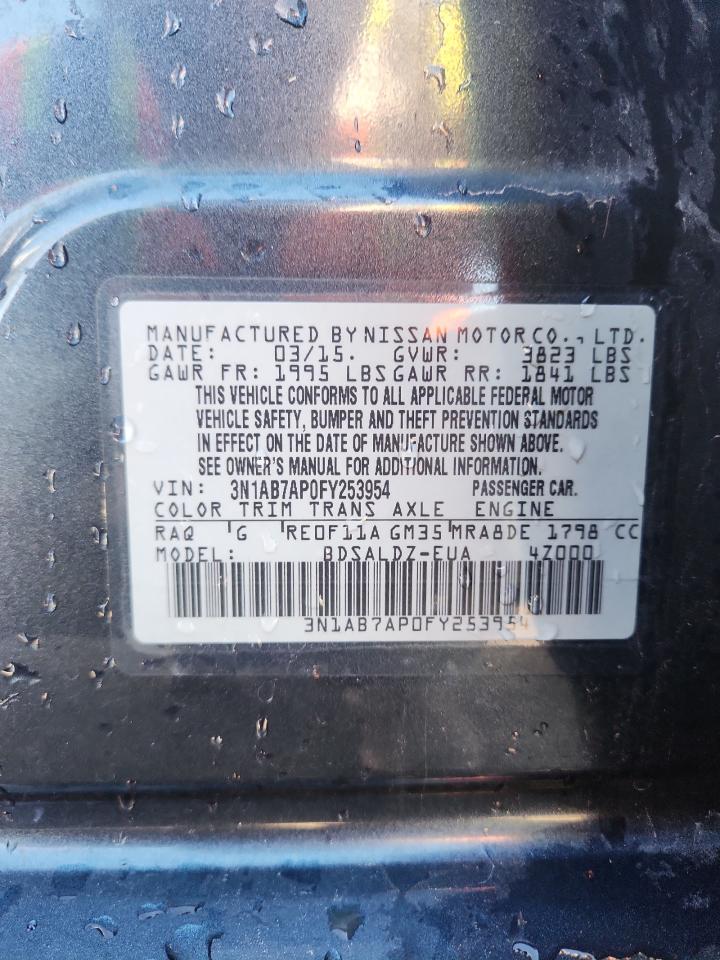 MANUFACTURED BY NISSAN MOTOR CO., LTD.
DATE: 03/15. GVWR: 3823 LBS
GAWR FR: 1995 LBS GAWR RR: 1841 LBS
THIS VEHICLE CONFORMS TO ALL APPLICABLE FEDERAL MOTOR
VEHICLE SAFETY, BUMPER AND THEFT PREVENTION STANDARDS
IN EFFECT ON THE DATE OF MANUFACTURE SHOWN ABOVE.
SEE OWNER'S MANUAL FOR ADDITIONAL INFORMATION.
VIN: 3N1AB7AP0FY253954 PASSENGER CAR.
COLOR TRIM TRANS AXLE ENGINE
RAQ G RE0F11A GM35 MRA8DE 1798 CC
MODEL: BDSALDZ-EUA 4Z000
3N1AB7AP0FY253954